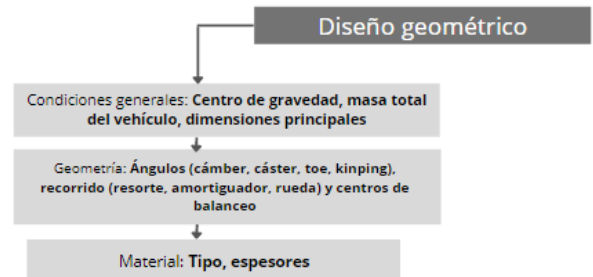 Diseño geométrico
Condiciones generales: Centro de gravedad, masa total
del vehículo, dimensiones principales
Geometría: Ángulos (cámber, cáster, toe, kinping),
recorrido (resorte, amortiguador, rueda) y centros de
balanceo
Material: Tipo, espesores